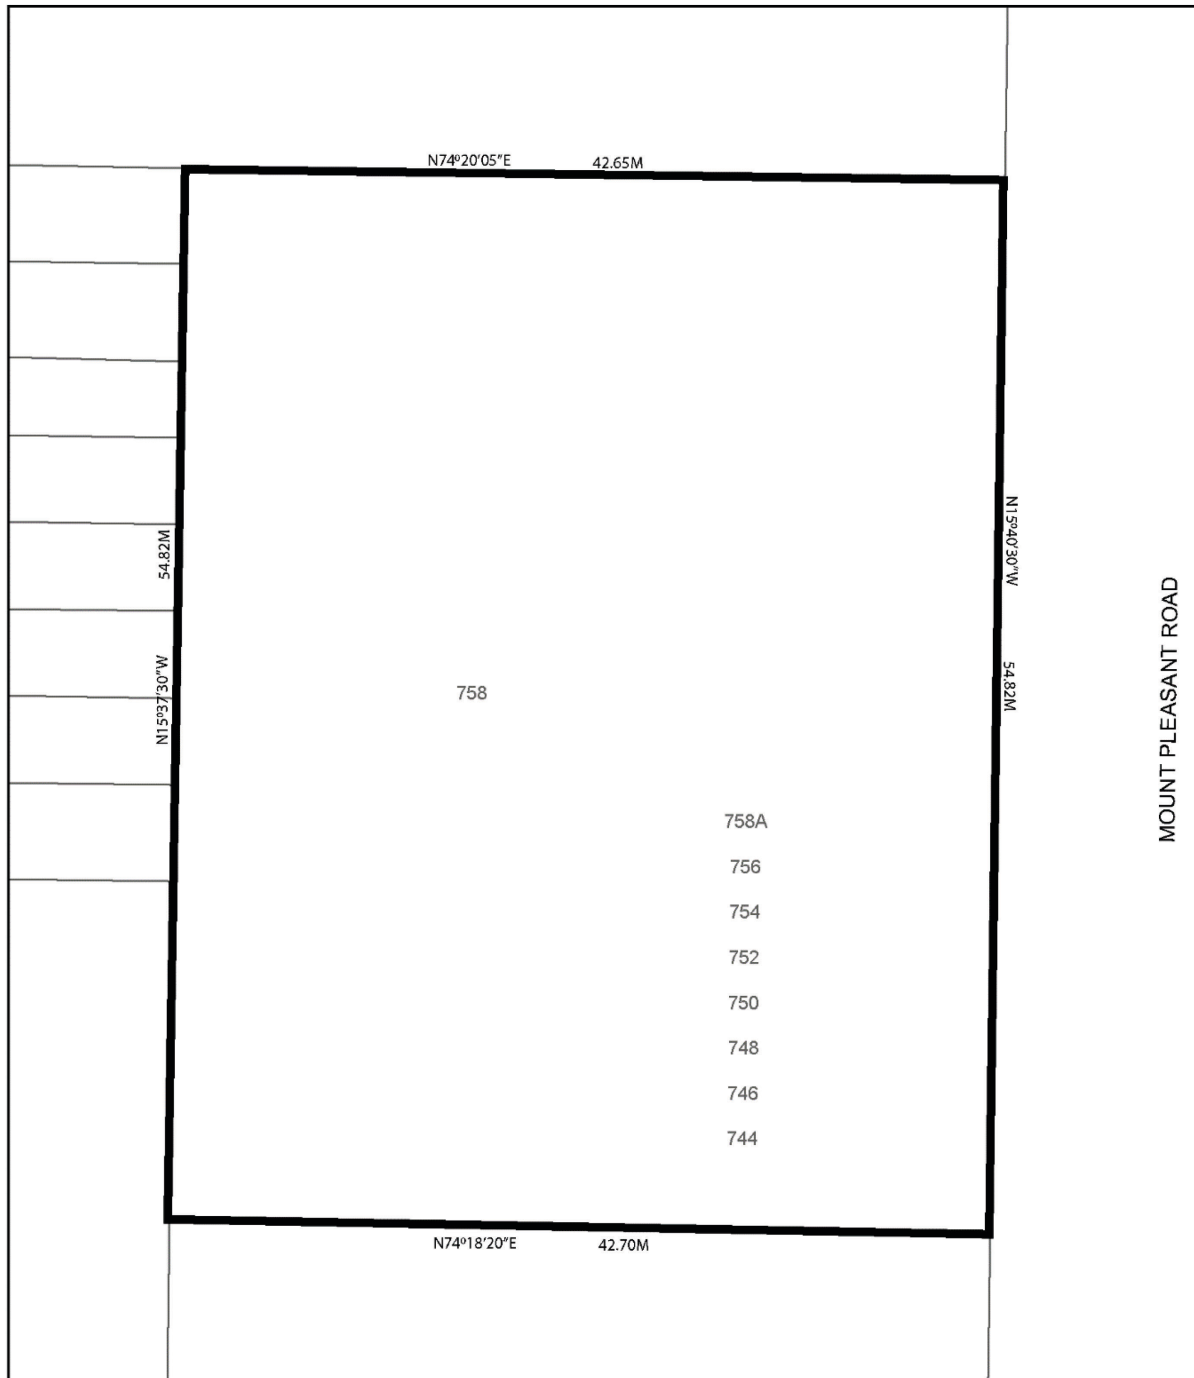 N74º20'05"E 42.65M
N15º40'30"W 54.82M
54.82M
N15º37'30"W
MOUNT PLEASANT ROAD
758
758A
756
754
752
750
748
746
744
N74º18'20"E 42.70M